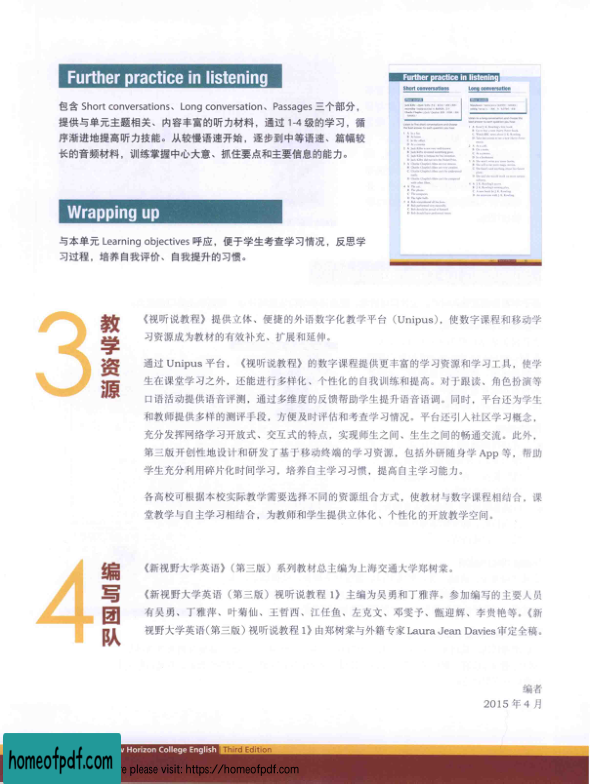 Further practice in listening
包含 Short conversations、Long conversation、Passages 三个部分，
提供与单元主题相关、内容丰富的听力材料，通过 1-4 级的学习，循
序渐进地提高听力技能。从较慢语速开始，逐步到中等语速、篇幅较
长的音频材料，训练掌握中心大意、抓住要点和主要信息的能力。
Wrapping up
与本单元 Learning objectives 呼应，便于学生考查学习情况，反思学
习过程，培养自我评价、自我提升的习惯。
Further practice in listening
Short conversations
Long conversation
3
教学资源
《视听说教程》提供立体、便捷的外语数字化教学平台（Unipus），使数字课程和移动学
习资源成为教材的有效补充、扩展和延伸。
通过 Unipus 平台，《视听说教程》的数字课程提供更丰富的学习资源和学习工具，使学
生在课堂学习之外，还能进行多样化、个性化的自我训练和提高。对于跟读、角色扮演等
口语活动提供语音评测，通过多维度的反馈帮助学生提升语音语调。同时，平台还为学生
和教师提供多样的测评手段，方便及时评估和考查学习情况。平台还引入社区学习概念，
充分发挥网络学习开放式、交互式的特点，实现师生之间、生生之间的畅通交流。此外，
第三版开创性地设计和研发了基于移动终端的学习资源，包括外研随身学 App 等，帮助
学生充分利用碎片化时间学习，培养自主学习习惯，提高自主学习能力。
各高校可根据本校实际教学需要选择不同的资源组合方式，使教材与数字课程相结合，课
堂教学与自主学习相结合，为教师和学生提供立体化、个性化的开放教学空间。
4
编写团队
《新视野大学英语》（第三版）系列教材总主编为上海交通大学郑树棠。
《新视野大学英语（第三版）视听说教程 1》主编为吴勇和丁雅萍。参加编写的主要人员
有吴勇、丁雅萍、叶菊仙、王哲西、江任鱼、左克文、邓雯予、甄迎辉、李贵艳等。《新
视野大学英语（第三版）视听说教程 1》由郑树棠与外籍专家 Laura Jean Davies 审定全稿。
编者
2015 年 4 月
Horizon College English Third Edition
homeofpdf.com
please visit: https://homeofpdf.com